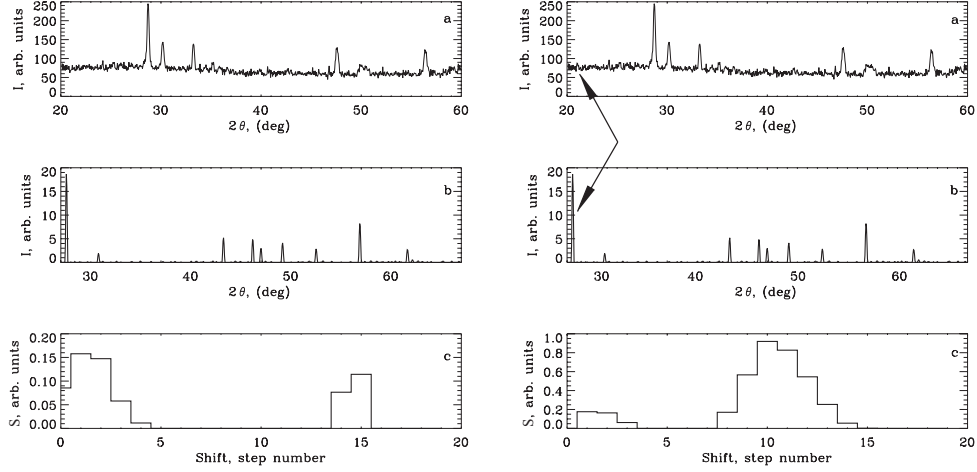 250
200
150
100
50
0
I, arb. units
a
20 30 40 50 60
2θ, (deg)
20
15
10
5
0
I, arb. units
b
30 40 50 60
2θ, (deg)
0.20
0.15
0.10
0.05
0.00
S, arb. units
c
0 5 10 15 20
Shift, step number
250
200
150
100
50
0
I, arb. units
a
20 30 40 50 60
2θ, (deg)
20
15
10
5
0
I, arb. units
b
30 40 50 60
2θ, (deg)
1.0
0.8
0.6
0.4
0.2
0.0
S, arb. units
c
0 5 10 15 20
Shift, step number